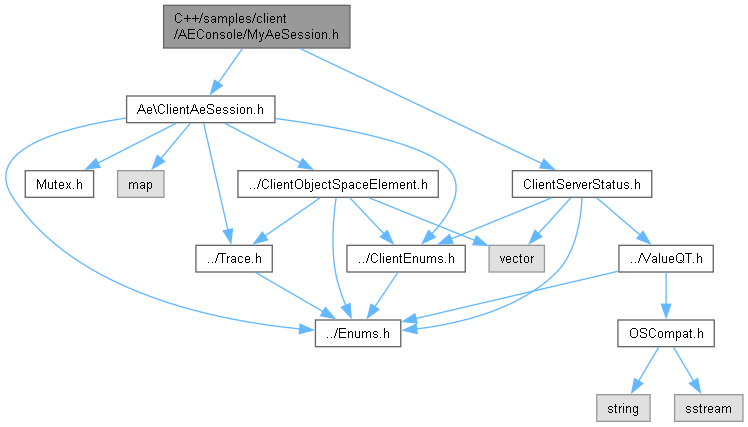 C++/samples/client
/AEConsole/MyAeSession.h
Ae\ClientAeSession.h
Mutex.h
map
../ClientObjectSpaceElement.h
ClientServerStatus.h
../Trace.h
../ClientEnums.h
vector
../ValueQT.h
../Enums.h
OSCompat.h
string
sstream